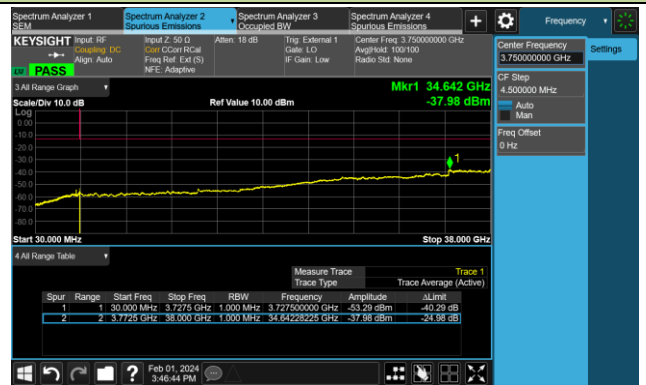 Spectrum Analyzer 1
SEM
Spectrum Analyzer 2
Spurious Emissions
Spectrum Analyzer 3
Occupied BW
Spectrum Analyzer 4
Spurious Emissions
Frequency
KEYSIGHT
Input: RF
Coupling: DC
Align: Auto
Input Z: 50 Ω
Corr CCorr RCal
Freq Ref: Ext (S)
NFE: Adaptive
Atten: 18 dB
Trig: External 1
Gate: LO
IF Gain: Low
Center Freq: 3.750000000 GHz
Avg|Hold: 100/100
Radio Std: None
PASS
Center Frequency
3.750000000 GHz
Settings
CF Step
4.500000 MHz
Auto
Man
Freq Offset
0 Hz
3 All Range Graph
Mkr1 34.642 GHz
Scale/Div 10.0 dB
Ref Value 10.00 dBm
-37.98 dBm
Log
0.00
-10.0
-20.0
-30.0
-40.0
-50.0
-60.0
-70.0
-80.0
1
Start 30.000 MHz
Stop 38.000 GHz
4 All Range Table
Measure Trace Trace 1
Trace Type Trace Average (Active)
Spur Range Start Freq Stop Freq RBW Frequency Amplitude ΔLimit
1 1 30.000 MHz 3.7275 GHz 1.000 MHz 3.727500000 GHz -53.29 dBm -40.29 dB
2 2 3.7725 GHz 38.000 GHz 1.000 MHz 34.64228225 GHz -37.98 dBm -24.98 dB
Feb 01, 2024
3:46:44 PM